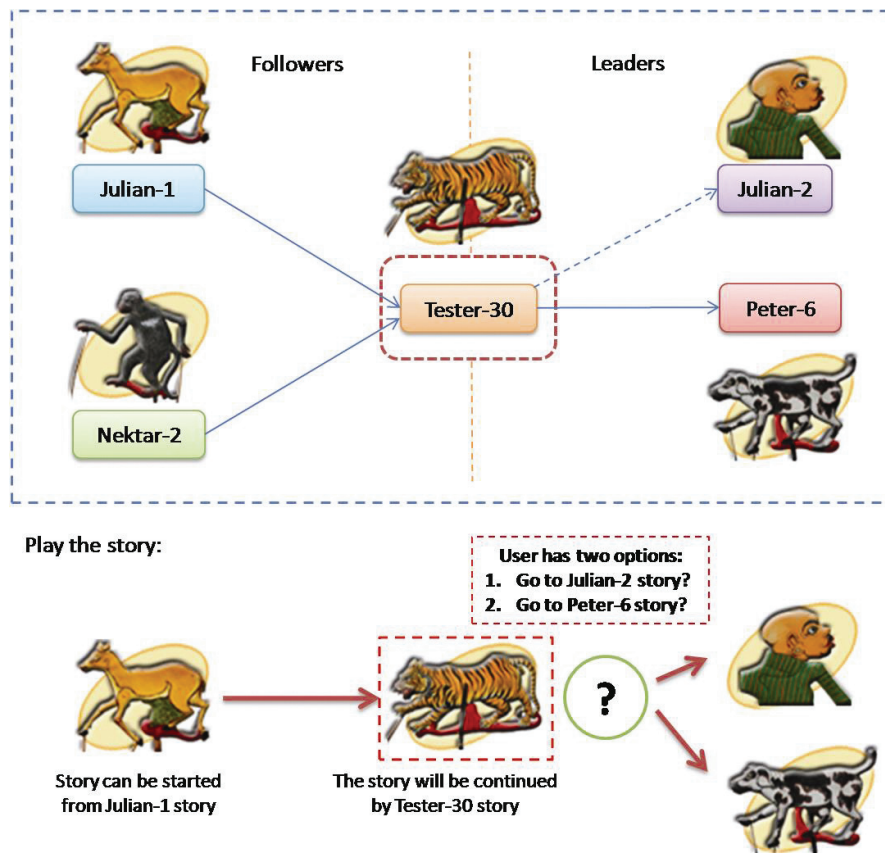 Followers
Leaders
Julian-1
Julian-2
Tester-30
Peter-6
Nektar-2
Play the story:
User has two options:
1. Go to Julian-2 story?
2. Go to Peter-6 story?
?
Story can be started
from Julian-1 story
The story will be continued
by Tester-30 story